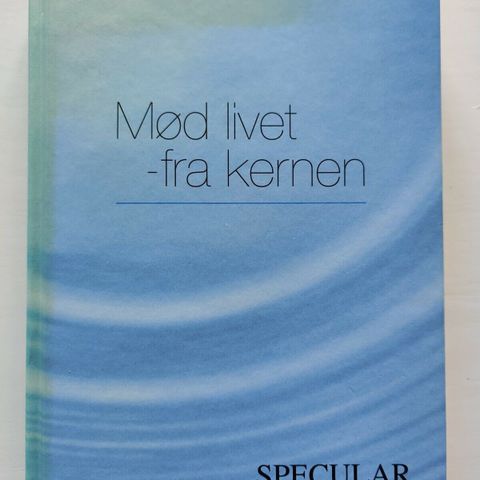 Mød livet
-fra kernen
SPECULAR